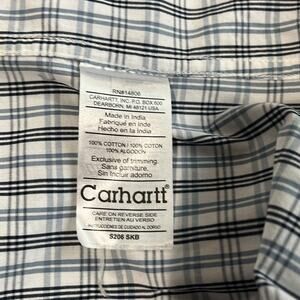 RN#14806
CARHARTT, INC. P.O. BOX 600
DEARBORN, MI 48121 USA
Made in India
Fabriqué en Inde
Hecho en la India
100% COTTON / 100% COTON
100% ALGODON
Exclusive of trimming.
Sans garniture.
Sin incluir adorno
Carhartt
CARE ON REVERSE SIDE
ENTRETIEN AU VERSO
INSTRUCCIONES DE CUIDADO AL DORSO
S206 SKB